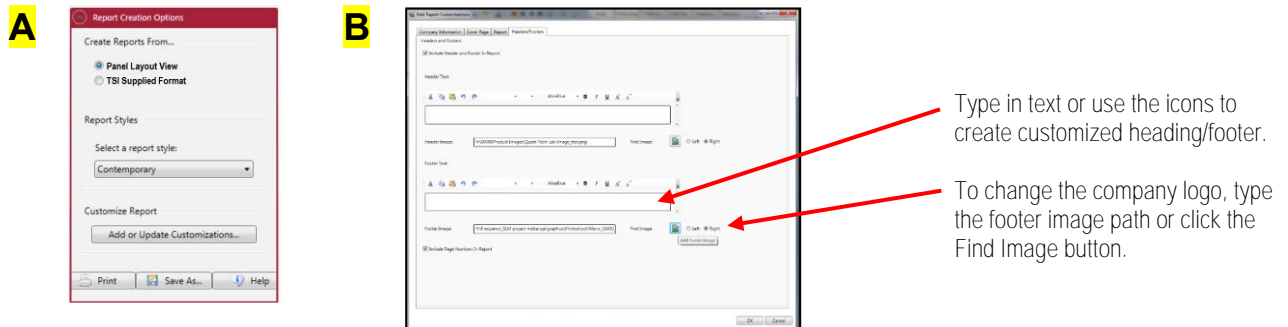 A
Report Creation Options
Create Reports From...
Panel Layout View
TSI Supplied Format
Report Styles
Select a report style:
Contemporary
Customize Report
Add or Update Customizations...
Print
Save As...
Help
B
Add Report Customizations
Company Information
Cover Page
Report
Headers/Footers
Headers and Footers
Include Header and Footer In Report
Header Text:
Header Image:
Find Image:
Left
Right
Footer Text:
Footer Image:
Find Image:
Left
Right
Add Footer Image
Include Page Numbers In Report
OK
Cancel
Type in text or use the icons to
create customized heading/footer.
To change the company logo, type
the footer image path or click the
Find Image button.